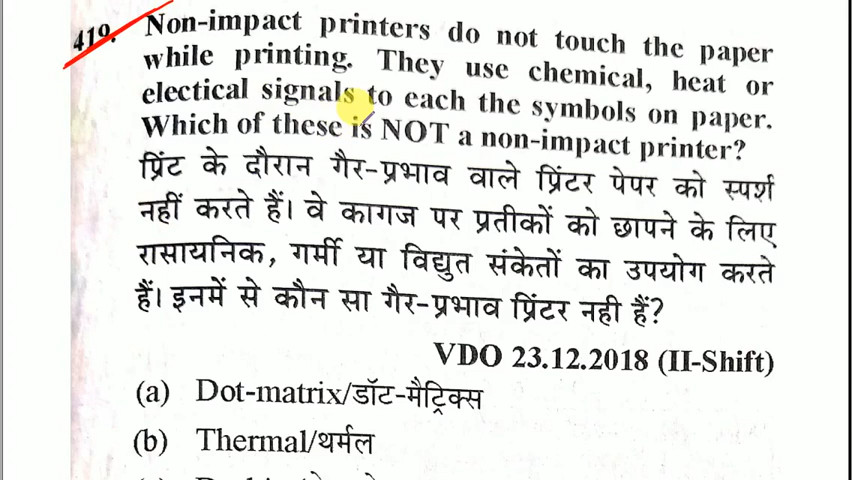 419. Non-impact printers do not touch the paper
while printing. They use chemical, heat or
electical signals to each the symbols on paper.
Which of these is NOT a non-impact printer?
प्रिंट के दौरान गैर-प्रभाव वाले प्रिंटर पेपर को स्पर्श
नहीं करते हैं। वे कागज पर प्रतीकों को छापने के लिए
रासायनिक, गर्मी या विद्युत संकेतों का उपयोग करते
हैं। इनमें से कौन सा गैर-प्रभाव प्रिंटर नही हैं?
VDO 23.12.2018 (II-Shift)
(a) Dot-matrix/डॉट-मैट्रिक्स
(b) Thermal/थर्मल